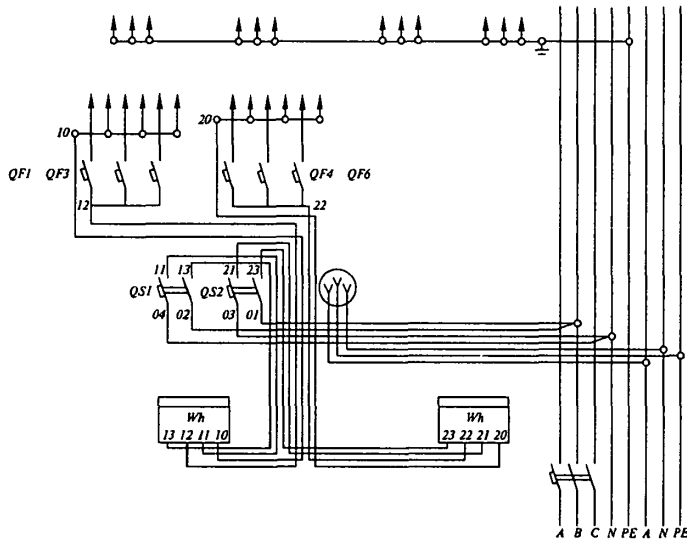 10
20
QF1 QF3
QF4 QF6
12
22
11 13 21 23
QS1 QS2
04 02 03 01
Wh
13 12 11 10
Wh
23 22 21 20
A B C N PE A N PE